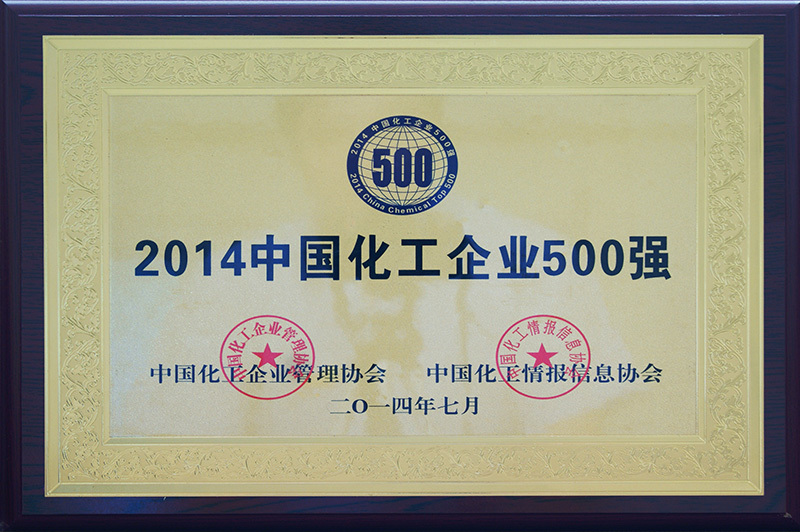 2014 中国化工企业500强
500
2014 China Chemical Top 500
2014中国化工企业500强
中国化工企业管理协会
中国化工情报信息协会
中国化工企业管理协会 中国化工情报信息协会
二〇一四年七月